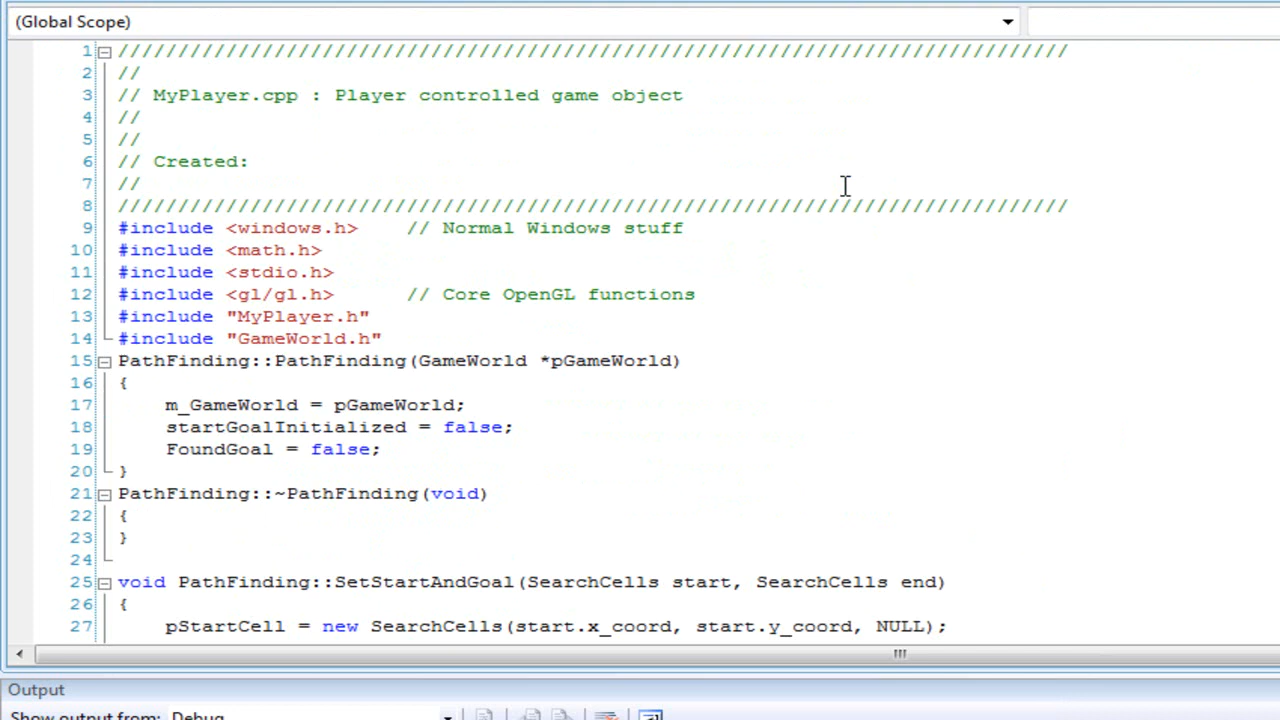 (Global Scope)
1 ///////////////////////////////////////////////////////////////////////////////
2 //
3 // MyPlayer.cpp : Player controlled game object
4 //
5 //
6 // Created:
7 //
8 ///////////////////////////////////////////////////////////////////////////////
9 #include <windows.h>    // Normal Windows stuff
10 #include <math.h>
11 #include <stdio.h>
12 #include <gl/gl.h>      // Core OpenGL functions
13 #include "MyPlayer.h"
14 #include "GameWorld.h"
15 PathFinding::PathFinding(GameWorld *pGameWorld)
16 {
17     m_GameWorld = pGameWorld;
18     startGoalInitialized = false;
19     FoundGoal = false;
20 }
21 PathFinding::~PathFinding(void)
22 {
23 }
24
25 void PathFinding::SetStartAndGoal(SearchCells start, SearchCells end)
26 {
27     pStartCell = new SearchCells(start.x_coord, start.y_coord, NULL);
Output
Show output from: Debug